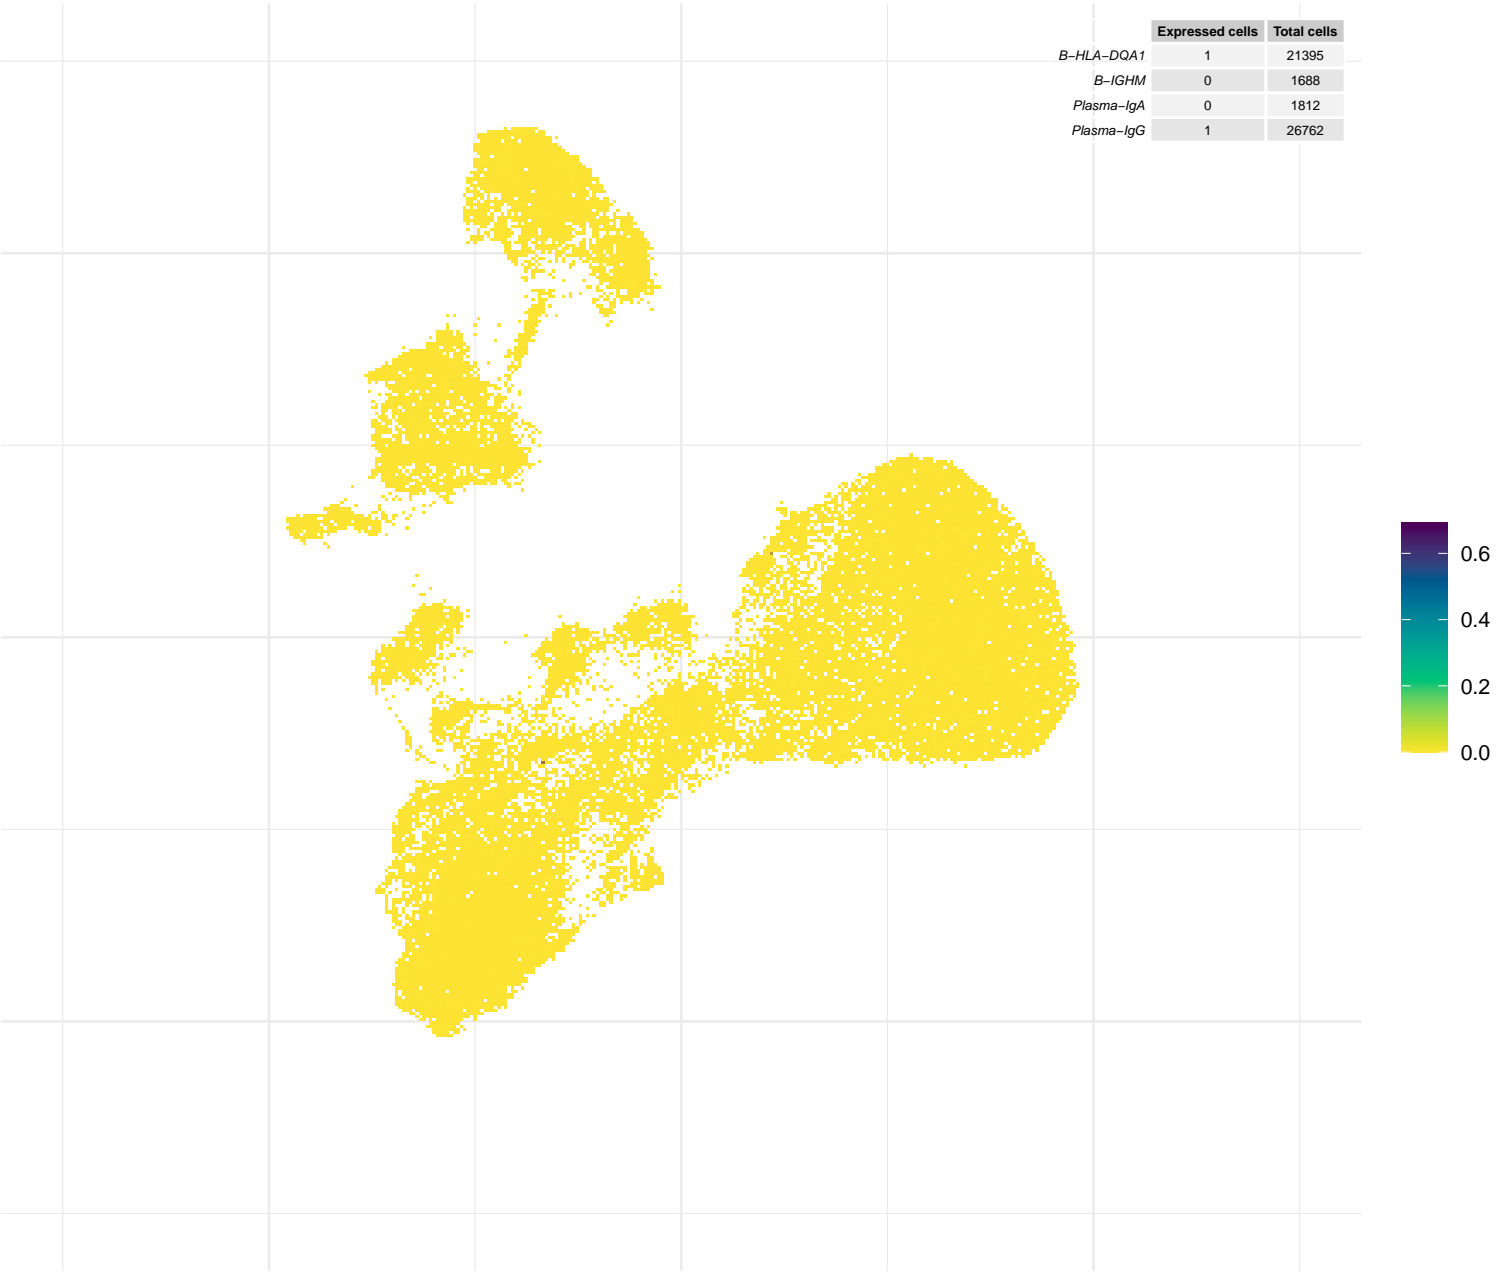 Expressed cells Total cells
B−HLA−DQA1 1 21395
B−IGHM 0 1688
Plasma−IgA 0 1812
Plasma−IgG 1 26762
0.6
0.4
0.2
0.0